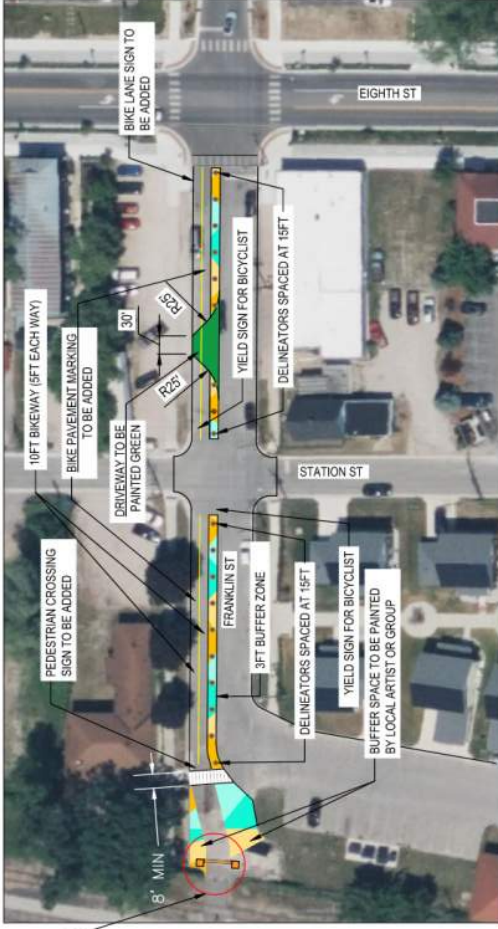 BIKE LANE SIGN TO
BE ADDED
EIGHTH ST
10FT BIKEWAY (5FT EACH WAY)
BIKE PAVEMENT MARKING
TO BE ADDED
30'
R25'
R25'
DRIVEWAY TO BE
PAINTED GREEN
YIELD SIGN FOR BICYCLIST
DELINEATORS SPACED AT 15FT
STATION ST
PEDESTRIAN CROSSING
SIGN TO BE ADDED
FRANKLIN ST
3FT BUFFER ZONE
DELINEATORS SPACED AT 15FT
YIELD SIGN FOR BICYCLIST
BUFFER SPACE TO BE PAINTED
BY LOCAL ARTIST OR GROUP
8' MIN